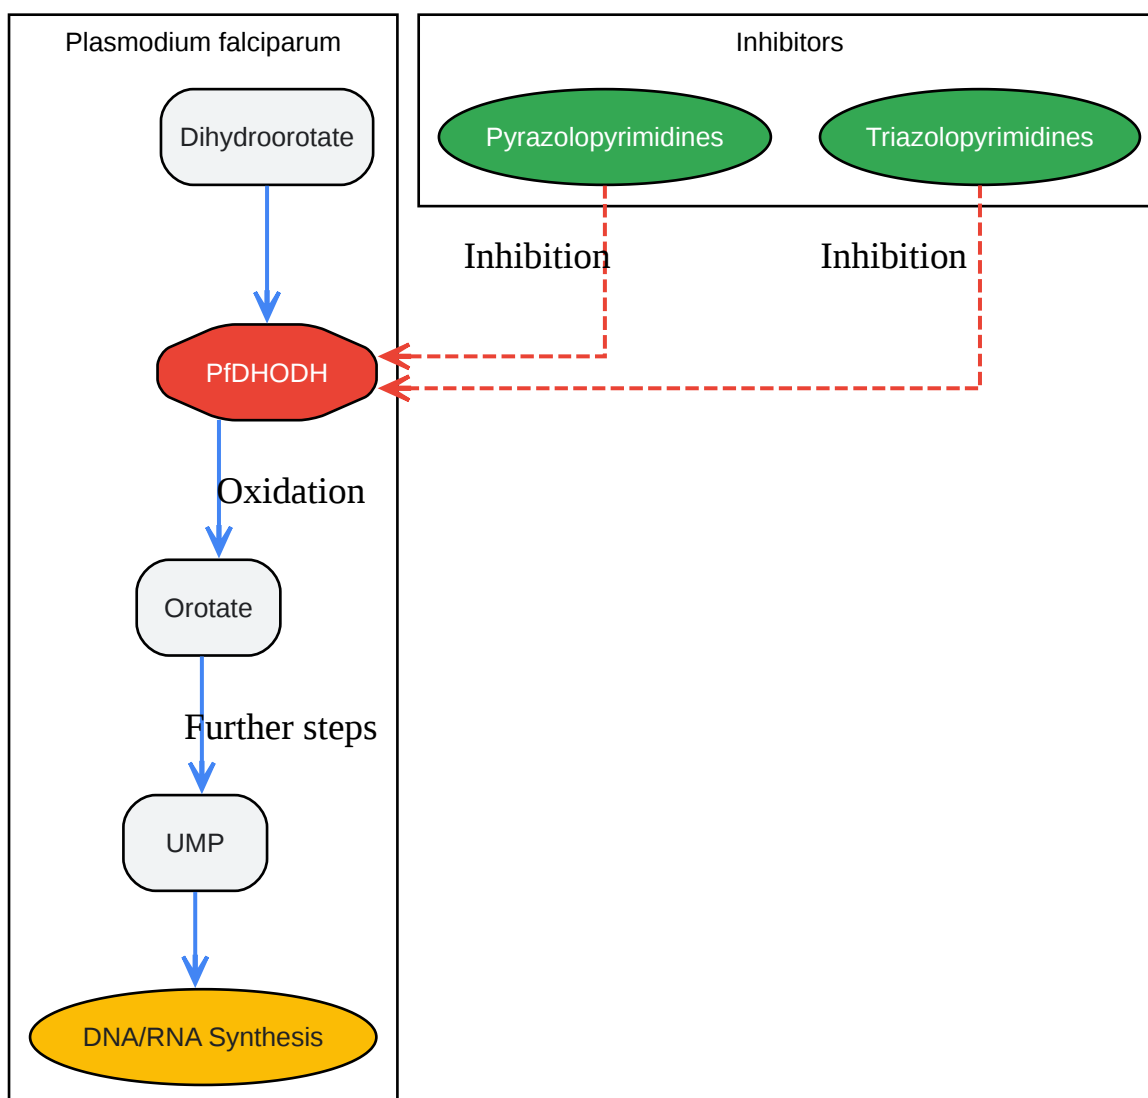 Plasmodium falciparum
Inhibitors
Dihydroorotate
Pyrazolopyrimidines
Triazolopyrimidines
Inhibition
Inhibition
PfDHODH
Oxidation
Orotate
Further steps
UMP
DNA/RNA Synthesis